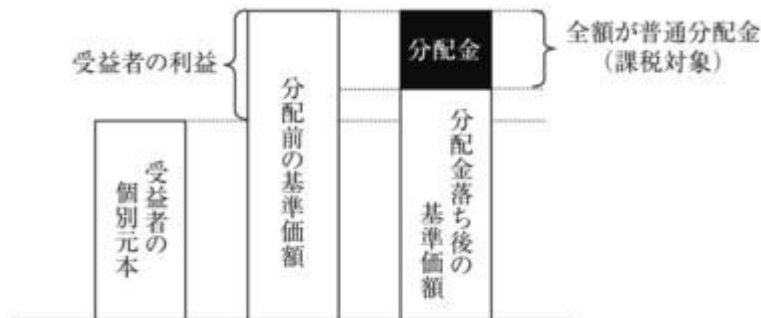 受益者の利益
分配金
全額が普通分配金
（課税対象）
受益者の
個別元本
分配前の基準価額
分配金落ち後の
基準価額